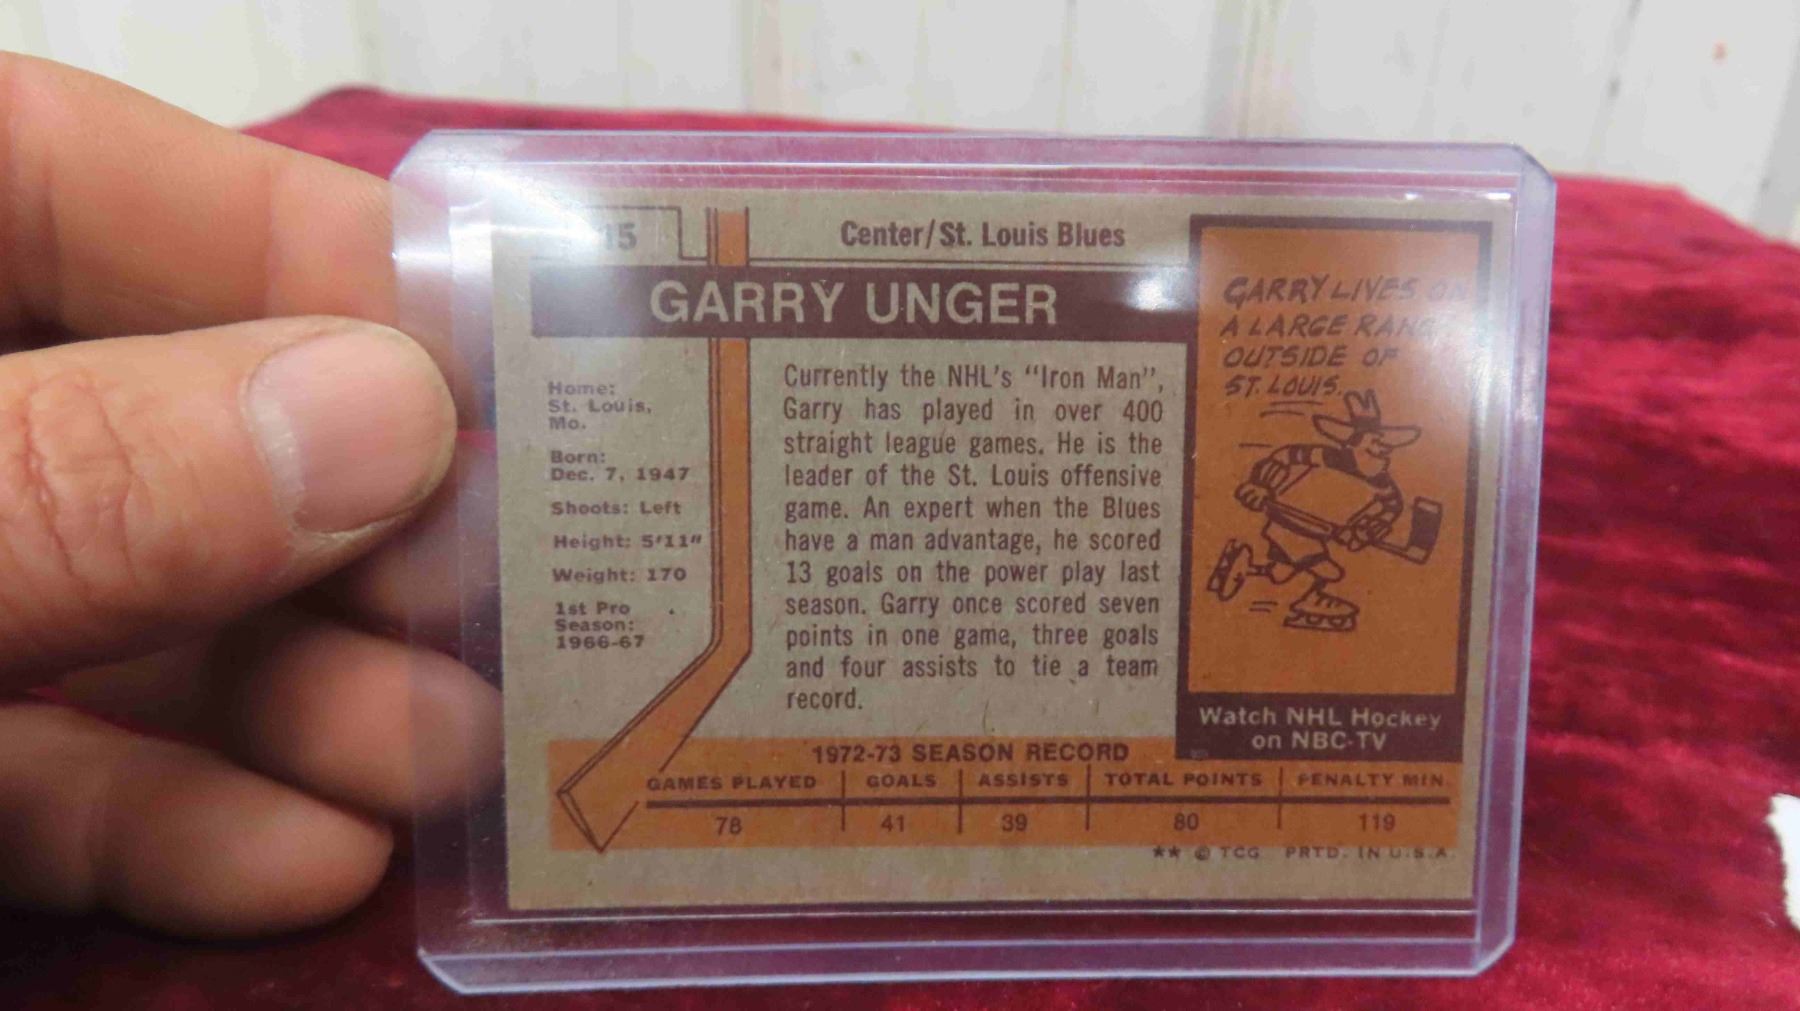 15
Center/St. Louis Blues
GARRY UNGER
Home:
St. Louis,
Mo.
Born:
Dec. 7, 1947
Shoots: Left
Height: 5'11"
Weight: 170
1st Pro
Season:
1966-67
Currently the NHL's "Iron Man",
Garry has played in over 400
straight league games. He is the
leader of the St. Louis offensive
game. An expert when the Blues
have a man advantage, he scored
13 goals on the power play last
season. Garry once scored seven
points in one game, three goals
and four assists to tie a team
record.
GARRY LIVES ON
A LARGE
OUTSIDE OF
ST. LOUIS.
Watch NHL Hockey
on NBC-TV
1972-73 SEASON RECORD
GAMES PLAYED GOALS ASSISTS TOTAL POINTS PENALTY MIN.
78 41 39 80 119
** © TCG PRTD. IN U.S.A.